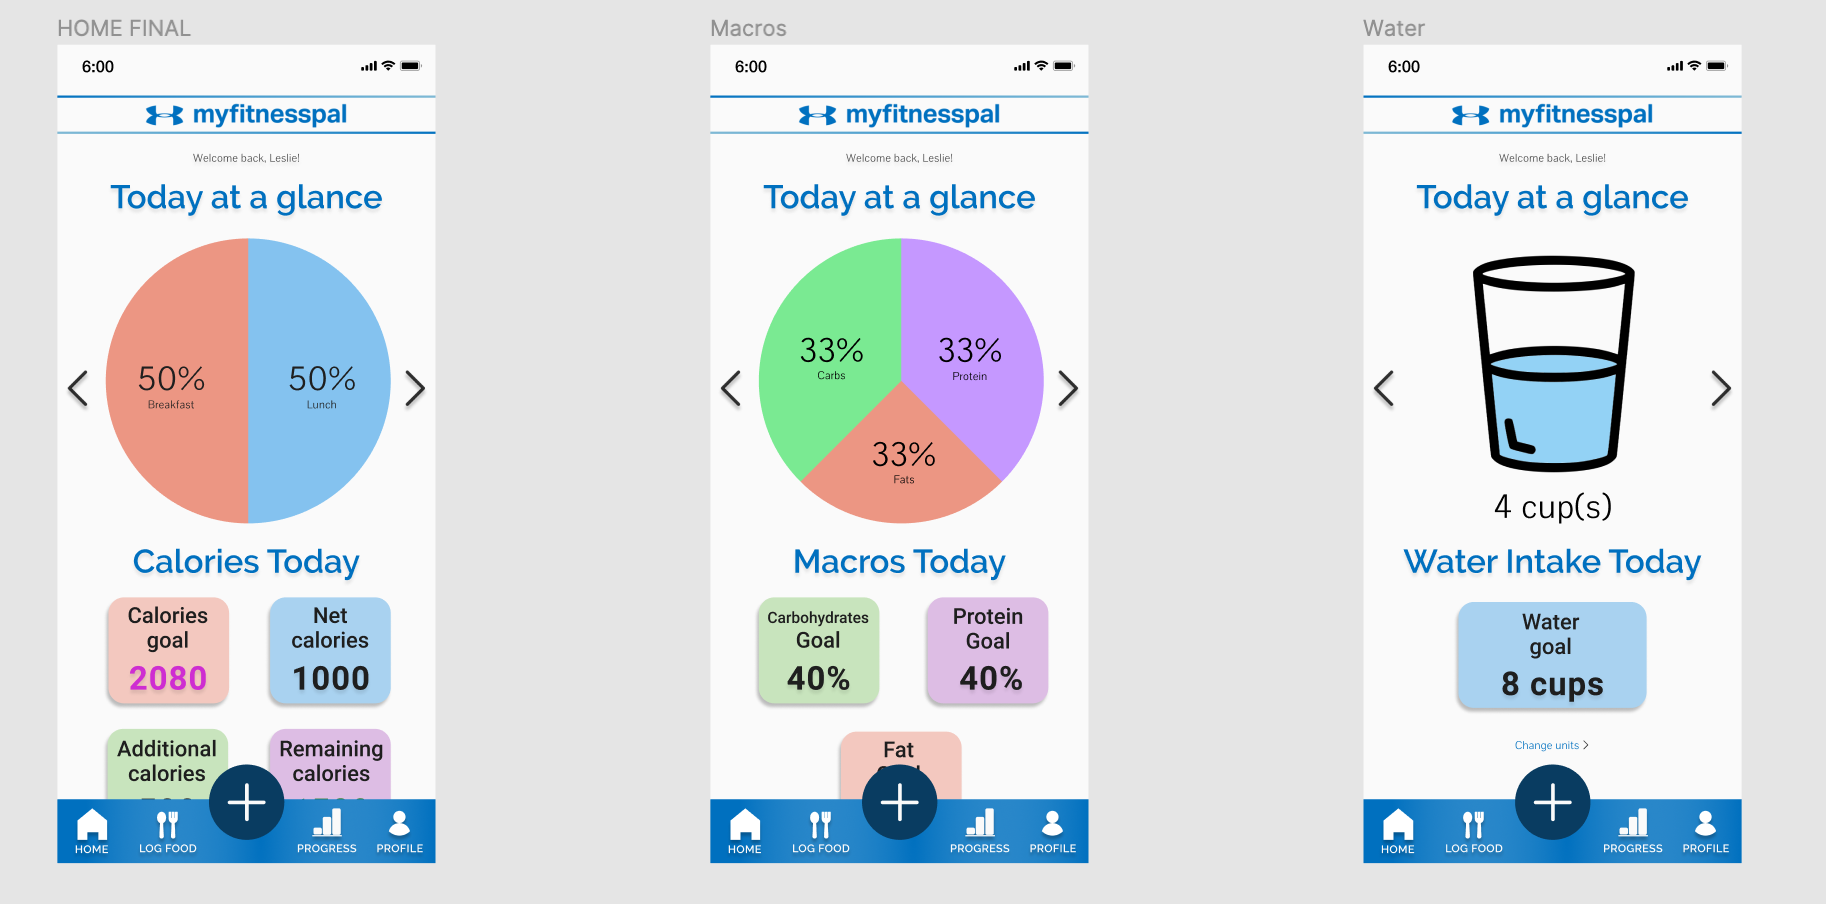 HOME FINAL
6:00
myfitnesspal
Welcome back, Leslie!
Today at a glance
50%
Breakfast
50%
Lunch
Calories Today
Calories
goal
2080
Net
calories
1000
Additional
calories
Remaining
calories
HOME
LOG FOOD
PROGRESS
PROFILE
Macros
6:00
myfitnesspal
Welcome back, Leslie!
Today at a glance
33%
Carbs
33%
Protein
33%
Fats
Macros Today
Carbohydrates
Goal
40%
Protein
Goal
40%
Fat
HOME
LOG FOOD
PROGRESS
PROFILE
Water
6:00
myfitnesspal
Welcome back, Leslie!
Today at a glance
4 cup(s)
Water Intake Today
Water
goal
8 cups
Change units >
HOME
LOG FOOD
PROGRESS
PROFILE